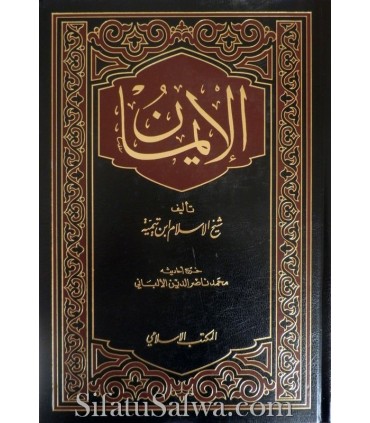 الإيمان
تأليف
شيخ الإسلام ابن تيمية
خرج أحاديثه
محمد ناصر الدين الألباني
المكتب الإسلامي
SilatuSalwa.com